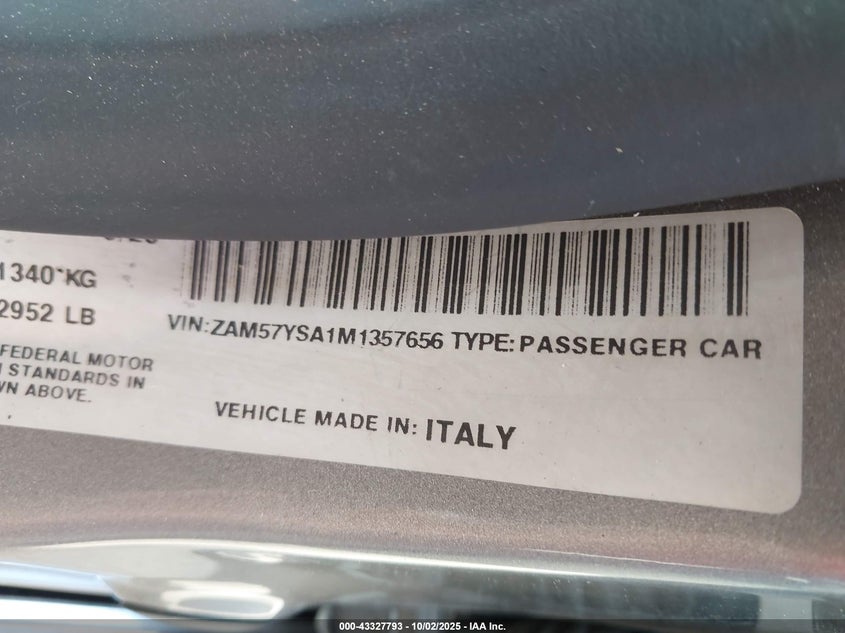 1340*KG
2952 LB
FEDERAL MOTOR
STANDARDS IN
ABOVE.
VIN:ZAM57YSA1M1357656 TYPE:PASSENGER CAR
VEHICLE MADE IN: ITALY
000-43327793 - 10/02/2025 - IAA Inc.